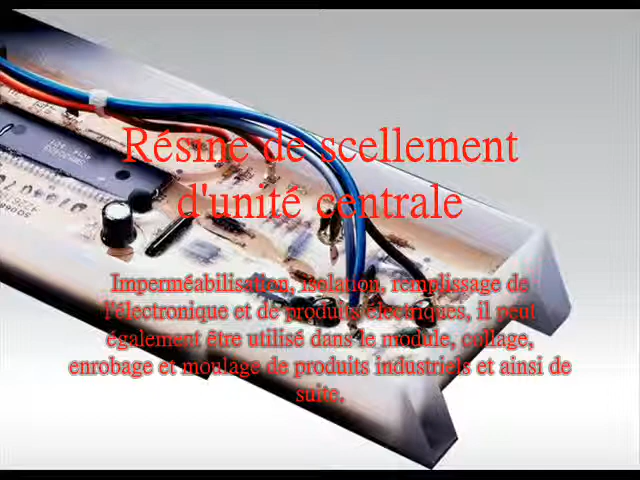 Résine de scellement
d'unité centrale
Imperméabilisation, isolation, remplissage de
l'électronique et de produits électriques, il peut
également être utilisé dans le module, collage,
enrobage et moulage de produits industriels et ainsi de
suite.